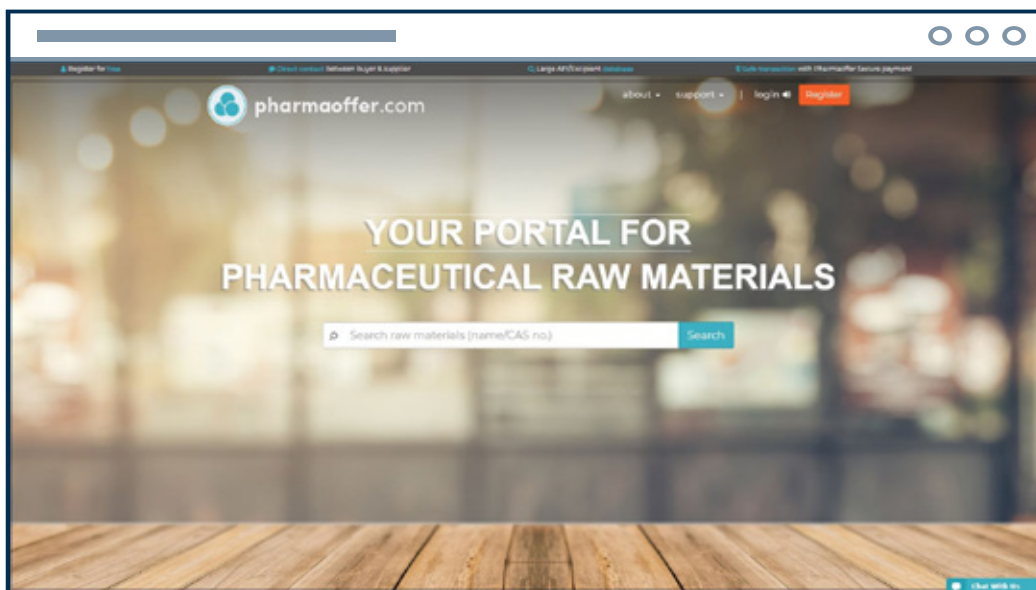 Register for free
Direct contact between buyer & supplier
Large API/Excipient database
Safe transaction with Pharmaoffer Secure payment
pharmaoffer.com
about
support
|
login
Register
YOUR PORTAL FOR
PHARMACEUTICAL RAW MATERIALS
Search raw materials (name/CAS no.)
Search
Chat With Us